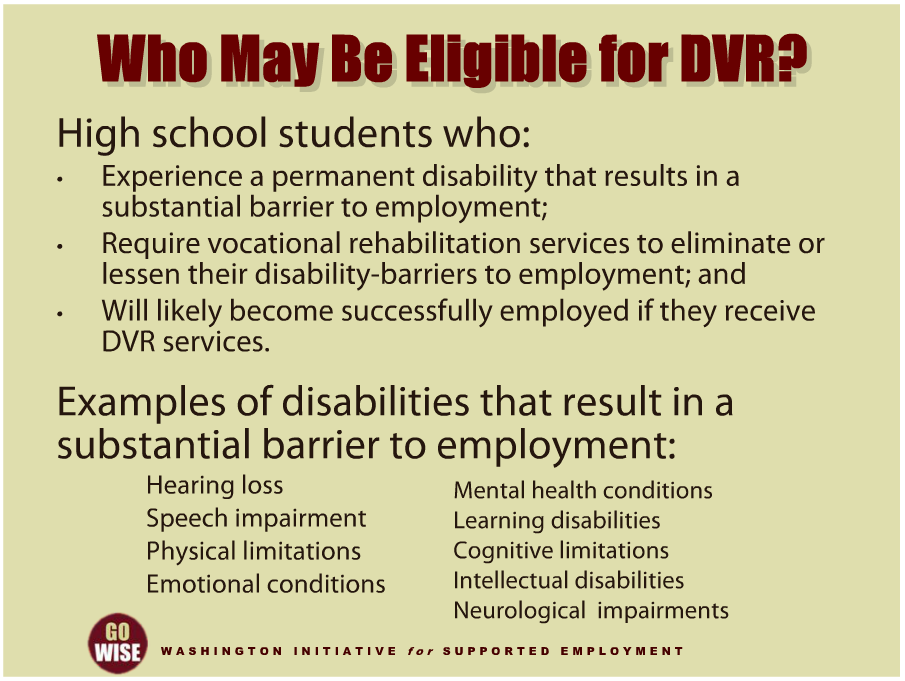 Who May Be Eligible for DVR?
High school students who:
• Experience a permanent disability that results in a
substantial barrier to employment;
• Require vocational rehabilitation services to eliminate or
lessen their disability-barriers to employment; and
• Will likely become successfully employed if they receive
DVR services.
Examples of disabilities that result in a
substantial barrier to employment:
Hearing loss
Speech impairment
Physical limitations
Emotional conditions
Mental health conditions
Learning disabilities
Cognitive limitations
Intellectual disabilities
Neurological impairments
GO
WISE
WASHINGTON INITIATIVE for SUPPORTED EMPLOYMENT